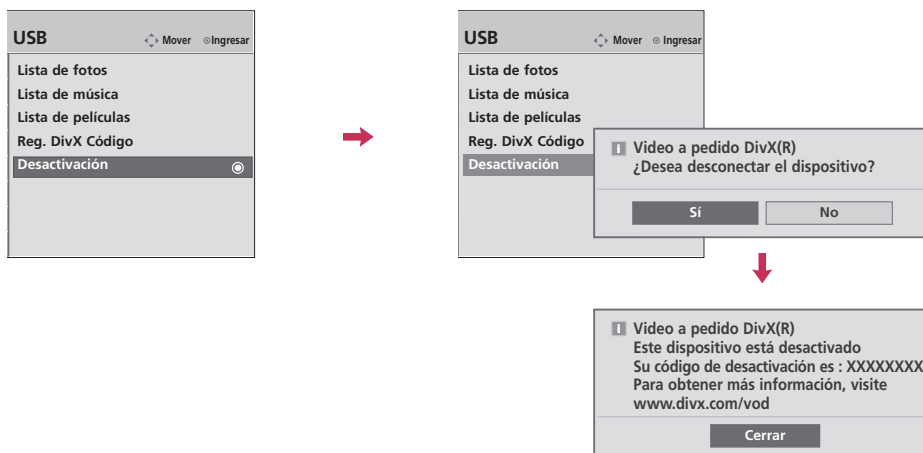 USB Mover Ingresar
Lista de fotos
Lista de música
Lista de películas
Reg. DivX Código
Desactivación
USB Mover Ingresar
Lista de fotos
Lista de música
Lista de películas
Reg. DivX Código
Desactivación
i Video a pedido DivX(R)
¿Desea desconectar el dispositivo?
Sí No
i Video a pedido DivX(R)
Este dispositivo está desactivado
Su código de desactivación es : XXXXXXXX
Para obtener más información, visite
www.divx.com/vod
Cerrar